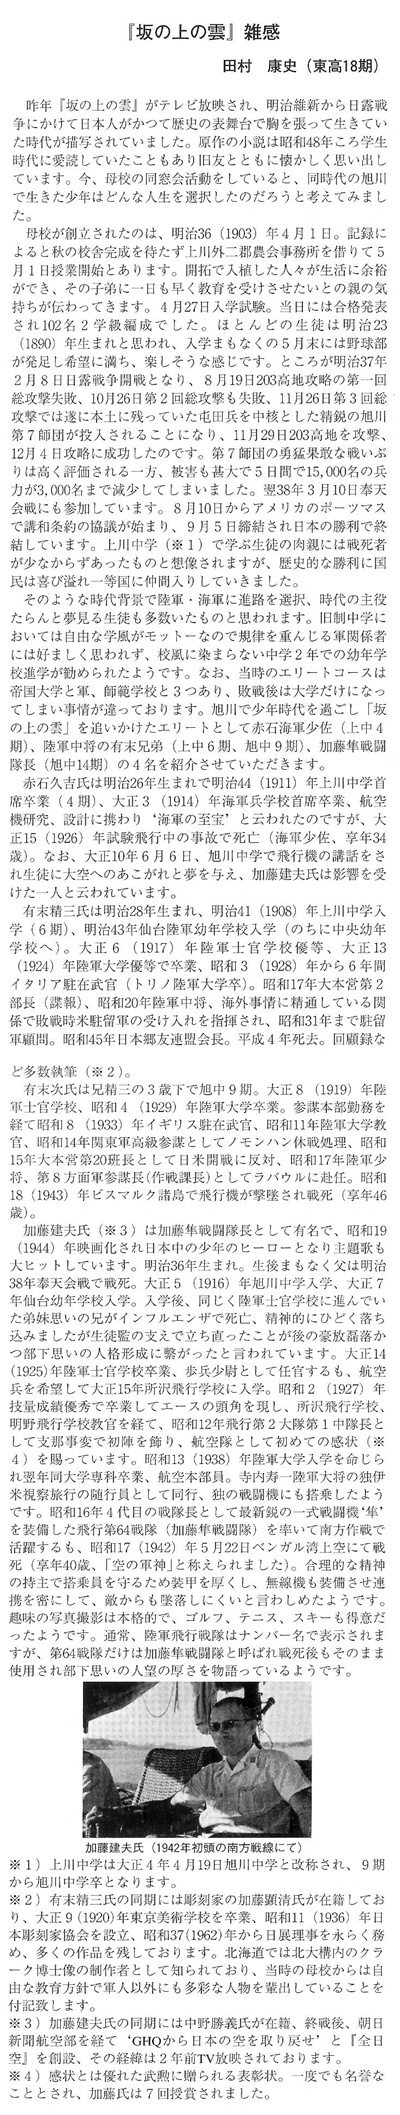 『坂の上の雲』雑感
田村　康史（東高18期）
昨年『坂の上の雲』がテレビ放映され、明治維新から日露戦
争にかけて日本人がかつて歴史の表舞台で胸を張って生きてい
た時代が描写されていました。原作の小説は昭和48年ころ学生
時代に愛読していたこともあり旧友とともに懐かしく思い出し
ています。今、母校の同窓会活動をしていると、同時代の旭川
で生きた少年はどんな人生を選択したのだろうと考えてみまし
た。
母校が創立されたのは、明治36（1903）年４月１日。記録に
よると秋の校舎完成を待たず上川外二郡農会事務所を借りて５
月１日授業開始とあります。開拓で入植した人々が生活に余裕
ができ、その子弟に一日も早く教育を受けさせたいとの親の気
持ちが伝わってきます。４月27日入学試験。当日には合格発表
され102名２学級編成でした。ほとんどの生徒は明治23
（1890）年生まれと思われ、入学まもなくの５月末には野球部
が発足し希望に満ち、楽しそうな感じです。ところが明治37年
２月８日日露戦争開戦となり、８月19日203高地攻略の第一回
総攻撃失敗、10月26日第２回総攻撃も失敗、11月26日第３回総
攻撃では遂に本土に残っていた屯田兵を中核とした精鋭の旭川
第７師団が投入されることになり、11月29日203高地を攻撃、
12月４日攻略に成功したのです。第７師団の勇猛果敢な戦いぶ
りは高く評価される一方、被害も甚大で５日間で15,000名の兵
力が3,000名まで減少してしまいました。翌38年３月10日奉天
会戦にも参加しています。８月10日からアメリカのポーツマス
で講和条約の協議が始まり、９月５日締結され日本の勝利で終
結しています。上川中学（※１）で学ぶ生徒の肉親には戦死者
が少なからずあったものと想像されますが、歴史的な勝利に国
民は喜び溢れ一等国に仲間入りしていきました。
そのような時代背景で陸軍・海軍に進路を選択、時代の主役
たらんと夢見る生徒も多数いたものと思われます。旧制中学に
おいては自由な学風がモットーなので規律を重んじる軍関係者
には好ましく思われず、校風に染まらない中学２年での幼年学
校進学が勧められたようです。なお、当時のエリートコースは
帝国大学と軍、師範学校と３つあり、敗戦後は大学だけになっ
てしまい事情が違っております。旭川で少年時代を過ごし「坂
の上の雲」を追いかけたエリートとして赤石海軍少佐（上中４
期）、陸軍中将の有末兄弟（上中６期、旭中９期）、加藤隼戦闘
隊長（旭中14期）の４名を紹介させていただきます。
赤石久吉氏は明治26年生まれで明治44（1911）年上川中学首
席卒業（４期）、大正３（1914）年海軍兵学校首席卒業、航空
機研究、設計に携わり‘海軍の至宝’と云われたのですが、大
正15（1926）年試験飛行中の事故で死亡（海軍少佐、享年34
歳）。なお、大正10年６月６日、旭川中学で飛行機の講話をさ
れ生徒に大空へのあこがれと夢を与え、加藤建夫氏は影響を受
けた一人と云われています。
有末精三氏は明治28年生まれ、明治41（1908）年上川中学入
学（６期）、明治43年仙台陸軍幼年学校入学（のちに中央幼年
学校へ）。大正６（1917）年陸軍士官学校優等、大正13
（1924）年陸軍大学優等で卒業、昭和３（1928）年から６年間
イタリア駐在武官（トリノ陸軍大学卒）。昭和17年大本営第２
部長（諜報）、昭和20年陸軍中将、海外事情に精通している関
係で敗戦時米駐留軍の受け入れを指揮され、昭和31年まで駐留
軍顧問。昭和45年日本郷友連盟会長。平成４年死去。回顧録な
ど多数執筆（※２）。
有末次氏は兄精三の３歳下で旭中９期。大正８（1919）年陸
軍士官学校、昭和４（1929）年陸軍大学卒業。参謀本部勤務を
経て昭和８（1933）年イギリス駐在武官、昭和11年陸軍大学教
官、昭和14年関東軍高級参謀としてノモンハン休戦処理、昭和
15年大本営第20班長として日米開戦に反対、昭和17年陸軍少
将、第８方面軍参謀長（作戦課長）としてラバウルに赴任。昭和
18（1943）年ビスマルク諸島で飛行機が撃墜され戦死（享年46
歳）。
加藤建夫氏（※３）は加藤隼戦闘隊長として有名で、昭和19
（1944）年映画化され日本中の少年のヒーローとなり主題歌も
大ヒットしています。明治36年生まれ。生後まもなく父は明治
38年奉天会戦で戦死。大正５（1916）年旭川中学入学、大正７
年仙台幼年学校入学。入学後、同じく陸軍士官学校に進んでい
た弟妹思いの兄がインフルエンザで死亡、精神的にひどく落ち
込みましたが生徒監の支えで立ち直ったことが後の豪放磊落か
つ部下思いの人格形成に繋がったと言われています。大正14
（1925）年陸軍士官学校卒業、歩兵少尉として任官するも、航空
兵を希望して大正15年所沢飛行学校に入学。昭和２（1927）年
技量成績優秀で卒業してエースの頭角を現し、所沢飛行学校、
明野飛行学校教官を経て、昭和12年飛行第２大隊第１中隊長と
して支那事変で初陣を飾り、航空隊として初めての感状（※
４）を賜っています。昭和13（1938）年陸軍大学入学を命じら
れ翌年同大学専科卒業、航空本部員。寺内寿一陸軍大将の独伊
米視察旅行の随行員として同行、独の戦闘機にも搭乗したよう
です。昭和16年４代目の戦隊長として最新鋭の一式戦闘機‘隼’
を装備した飛行第64戦隊（加藤隼戦闘隊）を率いて南方作戦で
活躍するも、昭和17（1942）年５月22日ベンガル湾上空にて戦
死（享年40歳、「空の軍神」と称えられました）。合理的な精神
の持主で搭乗員を守るため装甲を厚くし、無線機も装備させ連
携を密にして、敵からも墜落しにくいと言わしめたようです。
趣味の写真撮影は本格的で、ゴルフ、テニス、スキーも得意だ
ったようです。通常、陸軍飛行戦隊はナンバー名で表示されま
すが、第64戦隊だけは加藤隼戦闘隊と呼ばれ戦死後もそのまま
使用され部下思いの人望の厚さを物語っているようです。
加藤建夫氏（1942年初頭の南方戦線にて）
※１）上川中学は大正４年４月19日旭川中学と改称され、９期
から旭川中学卒となります。
※２）有末精三氏の同期には彫刻家の加藤顕清氏が在籍してお
り、大正９（1920）年東京美術学校を卒業、昭和11（1936）年日
本彫刻家協会を設立、昭和37（1962）年から日展理事を永らく務
め、多くの作品を残しております。北海道では北大構内のクラ
ーク博士像の制作者として知られており、当時の母校からは自
由な教育方針で軍人以外にも多彩な人物を輩出していることを
付記致します。
※３）加藤建夫氏の同期には中野勝義氏が在籍、終戦後、朝日
新聞航空部を経て‘GHQから日本の空を取り戻せ’と『全日
空』を創設、その経緯は２年前TV放映されております。
※４）感状とは優れた武勲に贈られる表彰状。一度でも名誉な
こととされ、加藤氏は７回授賞されました。